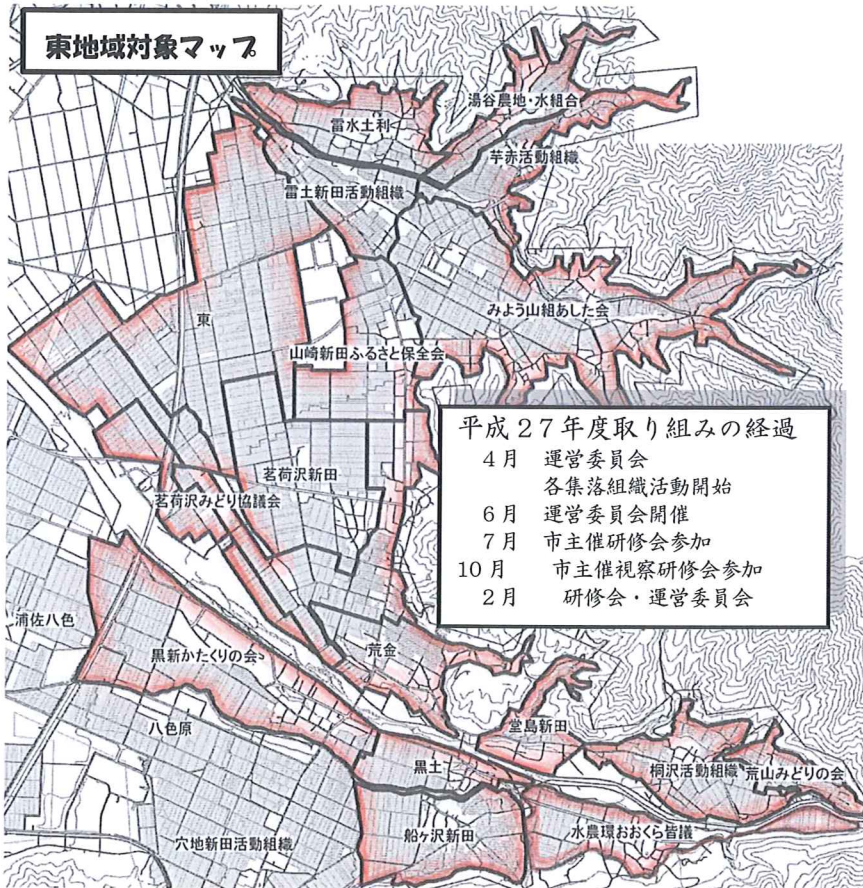 東地域対象マップ
湯谷農地・水組合
雷水土利
芋赤活動組織
雷土新田活動組織
みよう山組あした会
東
山崎新田ふるさと保全会
平成27年度取り組みの経過
4月 運営委員会
各集落組織活動開始
6月 運営委員会開催
7月 市主催研修会参加
10月 市主催視察研修会参加
2月 研修会・運営委員会
茗荷沢新田
茗荷沢みどり協議会
浦佐八色
黒新かたくりの会
荒金
八色原
堂島新田
黒土
桐沢活動組織
荒山みどりの会
穴地新田活動組織
船ヶ沢新田
水農環おおくら皆議